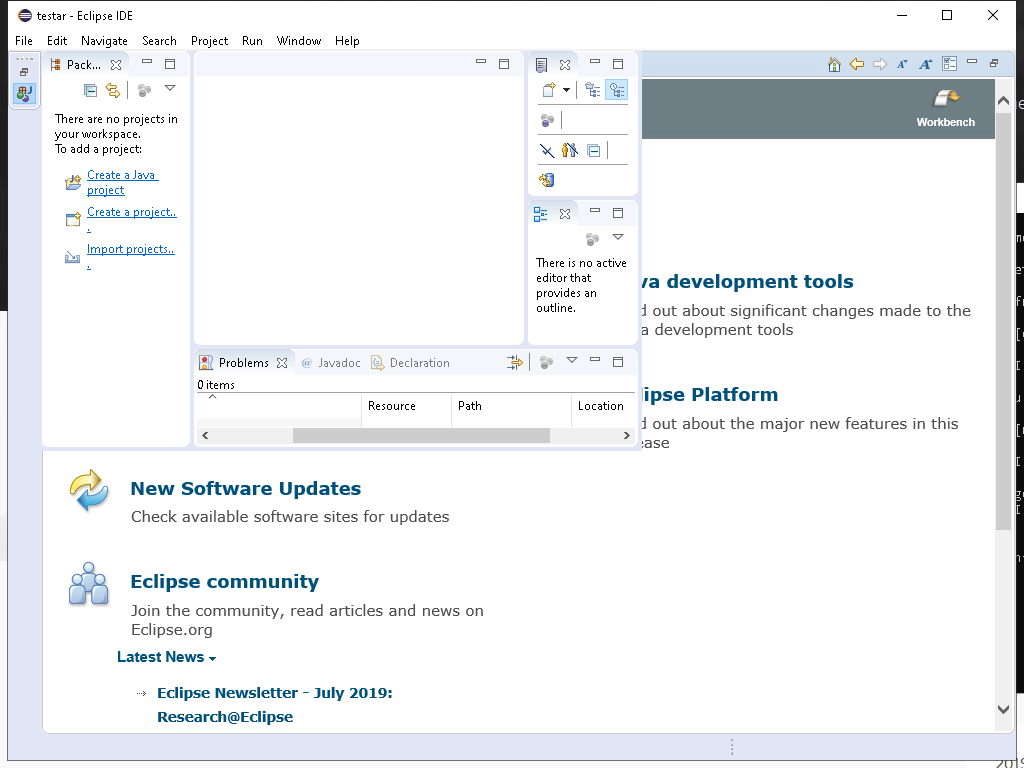 testar - Eclipse IDE
File Edit Navigate Search Project Run Window Help
Pack...
There are no projects in
your workspace.
To add a project:
Create a Java
project
Create a project..
.
Import projects..
.
There is no active
editor that
provides an
outline.
Problems @ Javadoc Declaration
0 items
Resource Path Location
Workbench
va development tools
d out about significant changes made to the
a development tools
lipse Platform
d out about the major new features in this
ease
New Software Updates
Check available software sites for updates
Eclipse community
Join the community, read articles and news on
Eclipse.org
Latest News
Eclipse Newsletter - July 2019:
Research@Eclipse